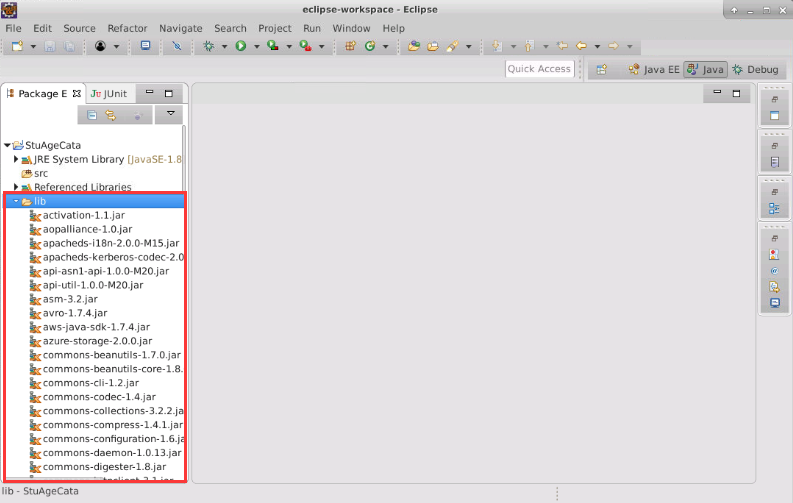 eclipse-workspace - Eclipse
File Edit Source Refactor Navigate Search Project Run Window Help
Quick Access
Java EE
Java
Debug
Package E
JUnit
StuAgeCata
JRE System Library [JavaSE-1.8
src
Referenced Libraries
lib
activation-1.1.jar
aopalliance-1.0.jar
apacheds-i18n-2.0.0-M15.jar
apacheds-kerberos-codec-2.0
api-asn1-api-1.0.0-M20.jar
api-util-1.0.0-M20.jar
asm-3.2.jar
avro-1.7.4.jar
aws-java-sdk-1.7.4.jar
azure-storage-2.0.0.jar
commons-beanutils-1.7.0.jar
commons-beanutils-core-1.8.
commons-cli-1.2.jar
commons-codec-1.4.jar
commons-collections-3.2.2.ja
commons-compress-1.4.1.jar
commons-configuration-1.6.ja
commons-daemon-1.0.13.jar
commons-digester-1.8.jar
lib - StuAgeCata